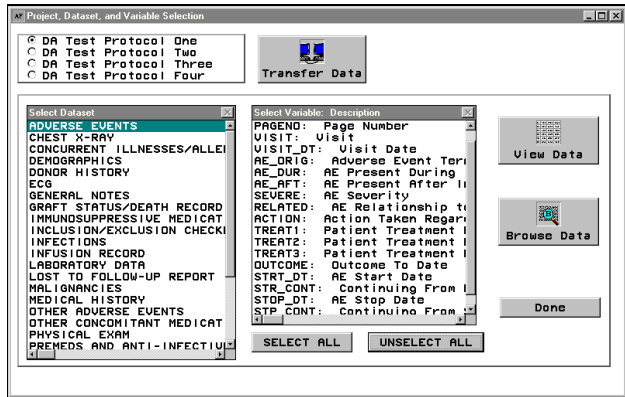 Project, Dataset, and Variable Selection
DA Test Protocol One
DA Test Protocol Two
DA Test Protocol Three
DA Test Protocol Four
Transfer Data
Select Dataset
ADVERSE EVENTS
CHEST X-RAY
CONCURRENT ILLNESSES/ALLE
DEMOGRAPHICS
DONOR HISTORY
ECG
GENERAL NOTES
GRAFT STATUS/DEATH RECORD
IMMUNOSUPPRESSIVE MEDICAT
INCLUSION/EXCLUSION CHECK
INFECTIONS
INFUSION RECORD
LABORATORY DATA
LOST TO FOLLOW-UP REPORT
MALIGNANCIES
MEDICAL HISTORY
OTHER ADVERSE EVENTS
OTHER CONCOMITANT MEDICAT
PHYSICAL EXAM
PREMEDS AND ANTI-INFECTIV
Select Variable: Description
PAGENO: Page Number
VISIT: Visit
VISIT_DT: Visit Date
AE_ORIG: Adverse Event Ter
AE_DUR: AE Present During
AE_AFT: AE Present After I
SEVERE: AE Severity
RELATED: AE Relationship t
ACTION: Action Taken Regar
TREAT1: Patient Treatment
TREAT2: Patient Treatment
TREAT3: Patient Treatment
OUTCOME: Outcome To Date
STRT_DT: AE Start Date
STR_CONT: Continuing From
STOP_DT: AE Stop Date
STP_CONT: Continuing From
SELECT ALL
UNSELECT ALL
View Data
Browse Data
Done